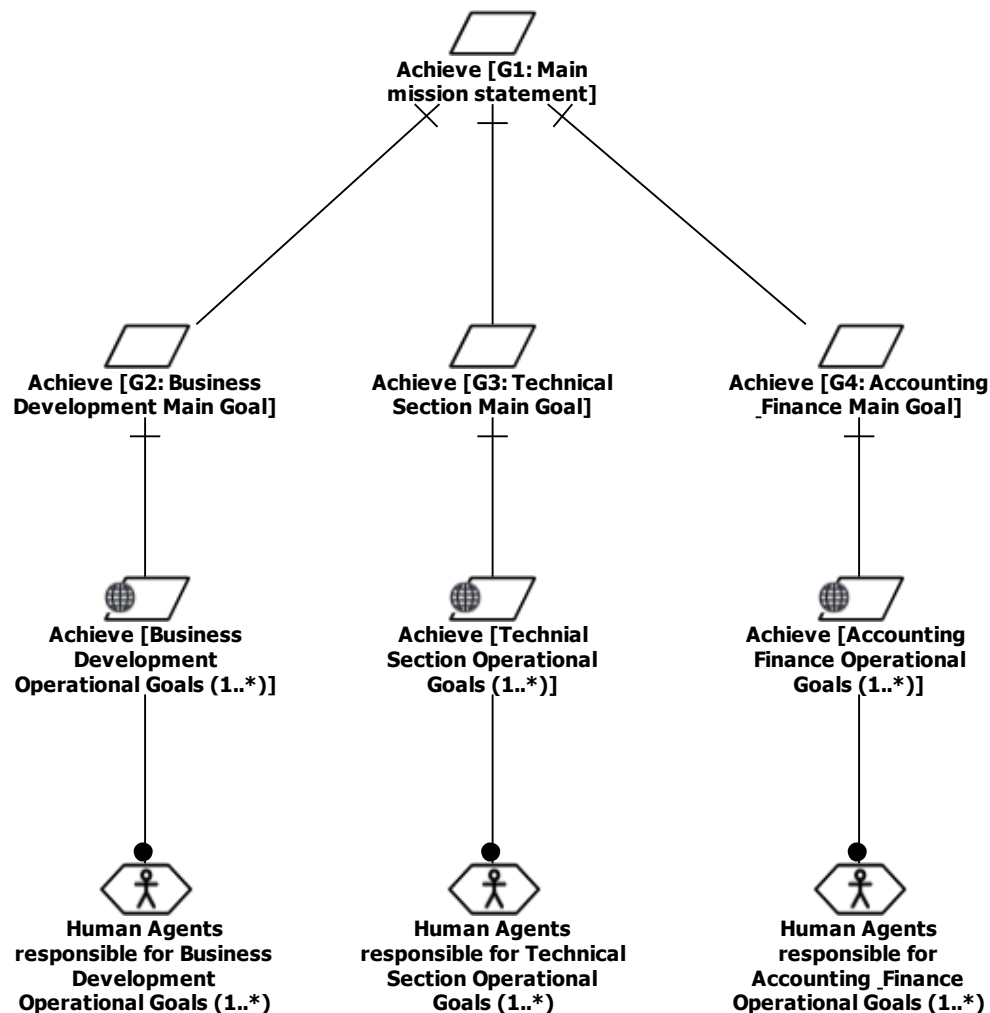 Achieve [G1: Main
mission statement]
Achieve [G2: Business
Development Main Goal]
Achieve [G3: Technical
Section Main Goal]
Achieve [G4: Accounting
_Finance Main Goal]
Achieve [Business
Development
Operational Goals (1..*)]
Achieve [Technial
Section Operational
Goals (1..*)]
Achieve [Accounting
Finance Operational
Goals (1..*)]
Human Agents
responsible for Business
Development
Operational Goals (1..*)
Human Agents
responsible for Technical
Section Operational
Goals (1..*)
Human Agents
responsible for
Accounting _Finance
Operational Goals (1..*)